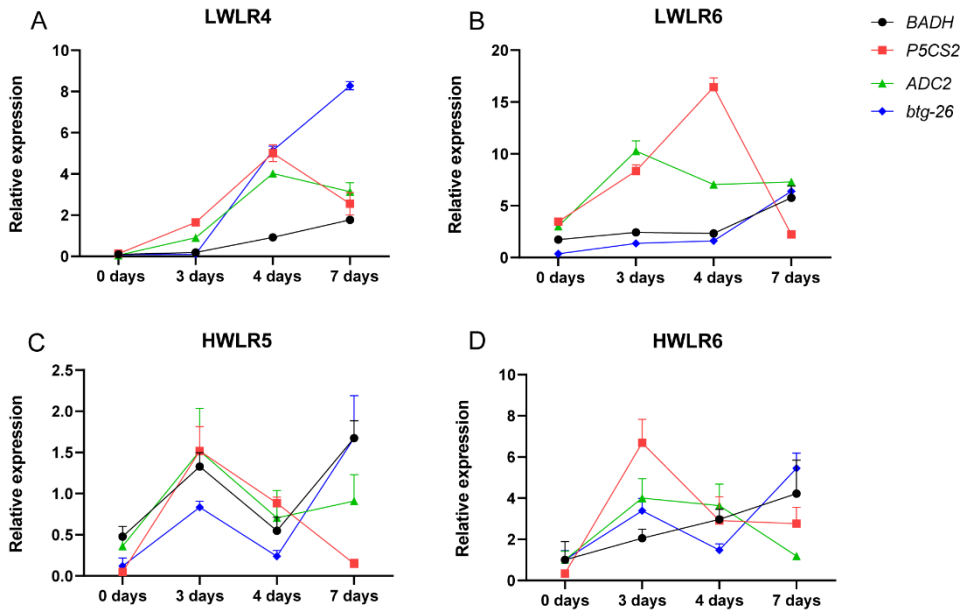 A
LWLR4
Relative expression
10
8
6
4
2
0
0 days 3 days 4 days 7 days
B
LWLR6
Relative expression
20
15
10
5
0
0 days 3 days 4 days 7 days
BADH
P5CS2
ADC2
btg-26
C
HWLR5
Relative expression
2.5
2.0
1.5
1.0
0.5
0.0
0 days 3 days 4 days 7 days
D
HWLR6
Relative expression
10
8
6
4
2
0
0 days 3 days 4 days 7 days